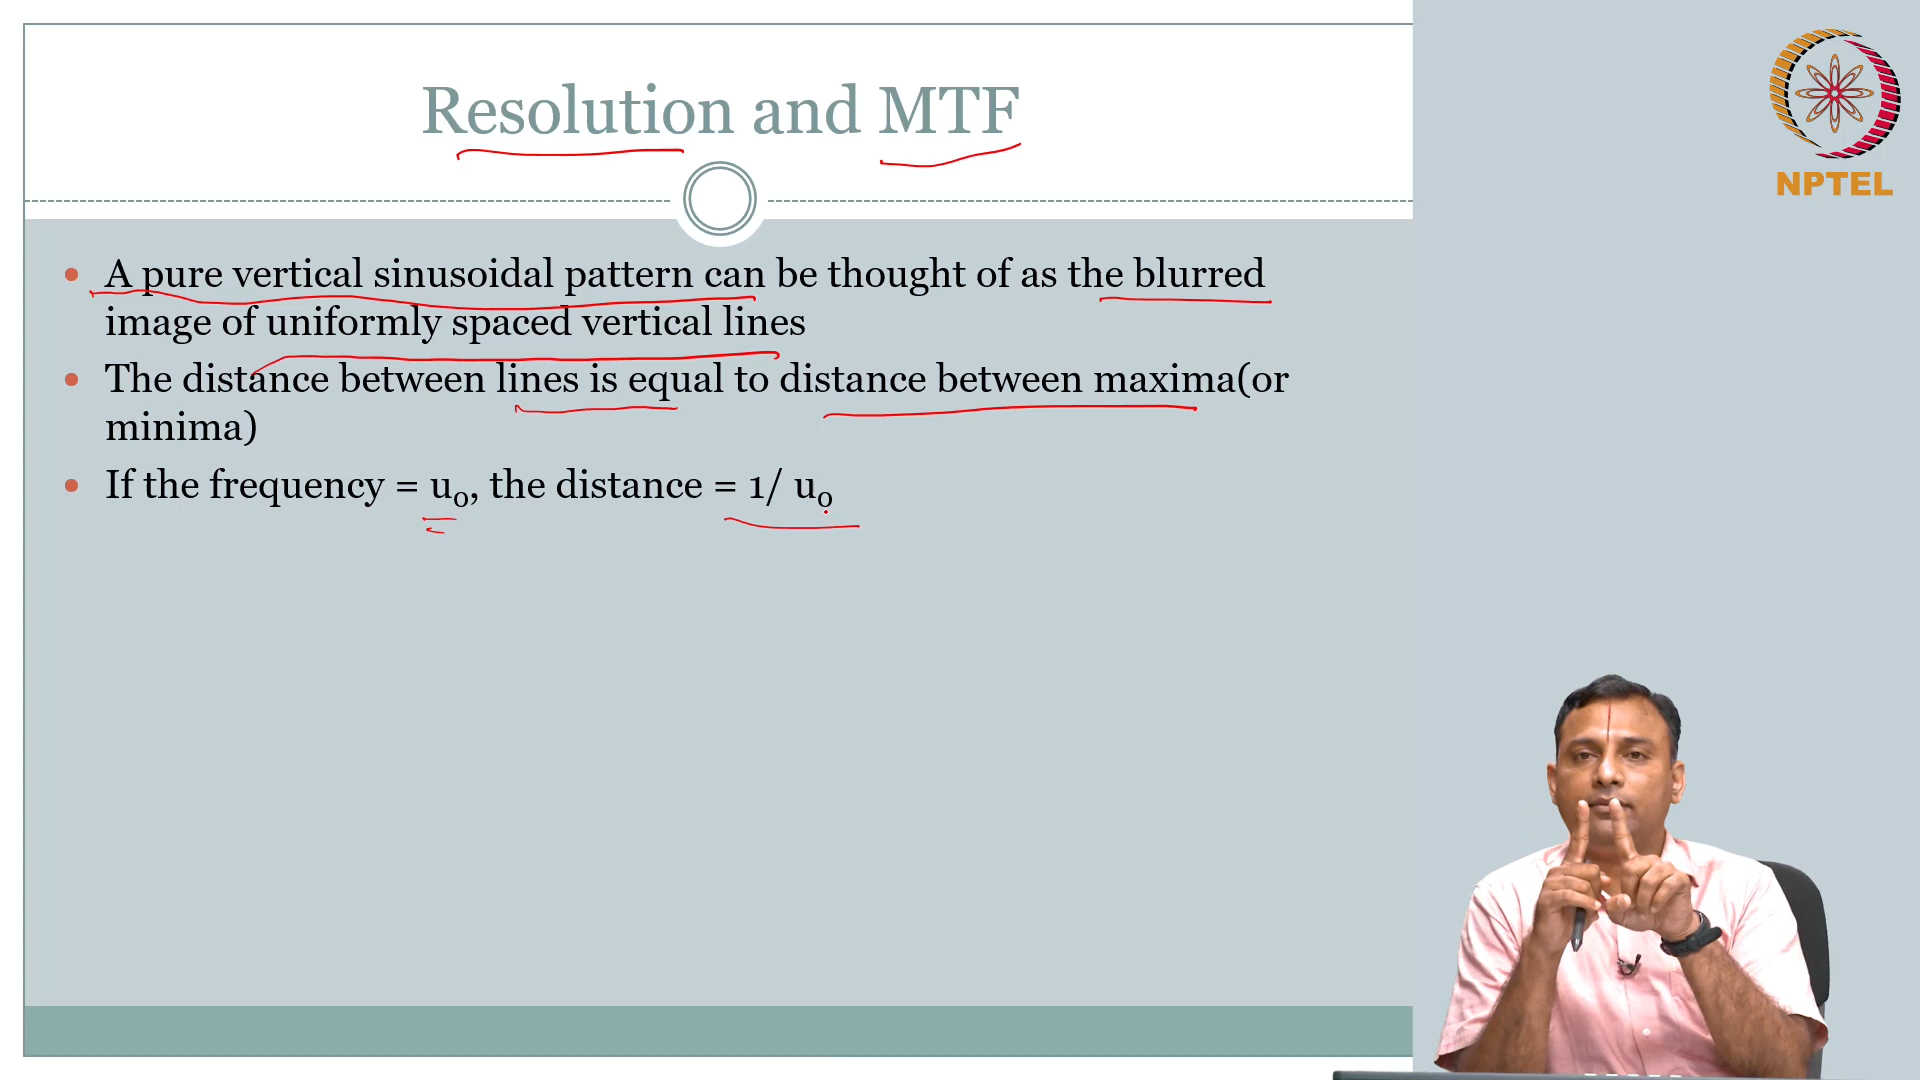 Resolution and MTF
NPTEL
A pure vertical sinusoidal pattern can be thought of as the blurred
image of uniformly spaced vertical lines
The distance between lines is equal to distance between maxima(or
minima)
If the frequency = u₀, the distance = 1/ u₀